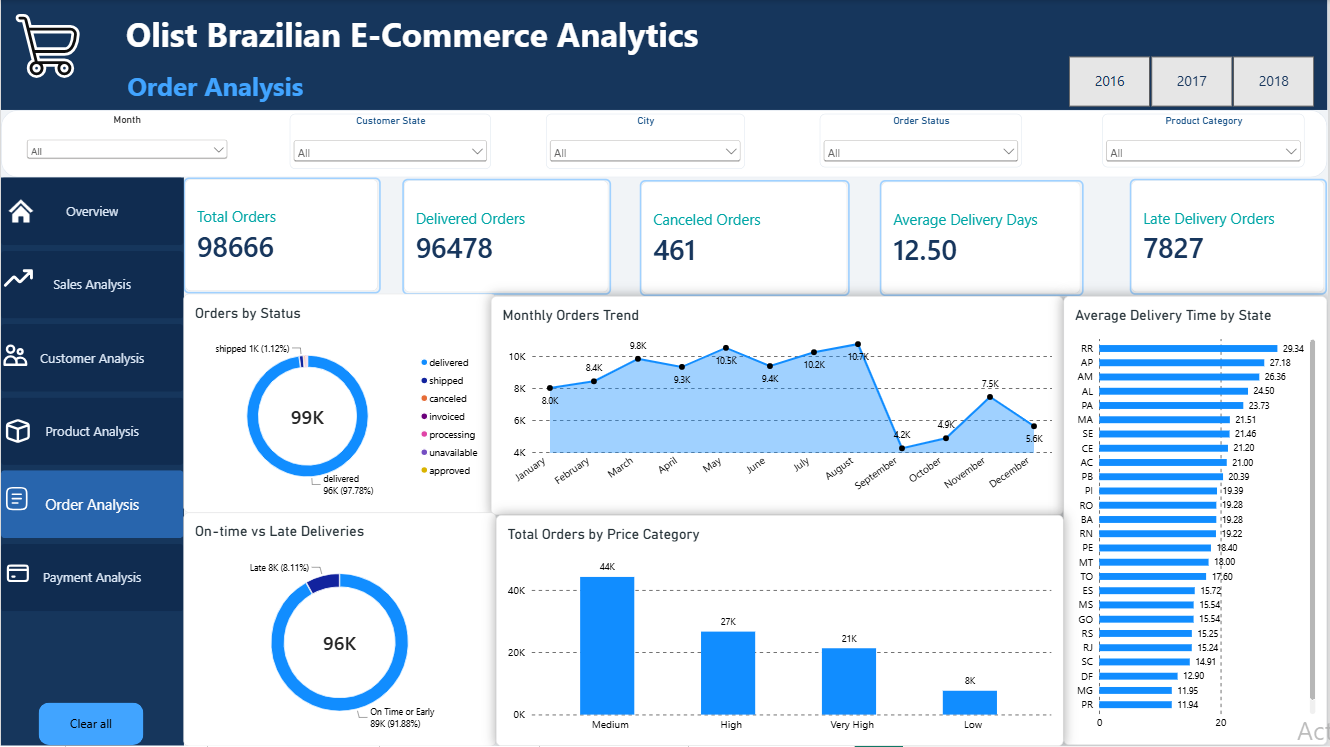 Olist Brazilian E-Commerce Analytics
Order Analysis
2016 2017 2018
Month Customer State City Order Status Product Category
All All All All All
Overview
Sales Analysis
Customer Analysis
Product Analysis
Order Analysis
Payment Analysis
Clear all
Total Orders
98666
Delivered Orders
96478
Canceled Orders
461
Average Delivery Days
12.50
Late Delivery Orders
7827
Orders by Status
shipped 1K (1.12%)
99K
delivered
96K (97.78%)
delivered
shipped
canceled
invoiced
processing
unavailable
approved
Monthly Orders Trend
10K
8K
6K
4K
8.0K
8.4K
9.8K
9.3K
10.5K
9.4K
10.2K
10.7K
4.2K
4.9K
7.5K
5.6K
January February March April May June July August September October November December
Average Delivery Time by State
RR 29.34
AP 27.18
AM 26.36
AL 24.50
PA 23.73
MA 21.51
SE 21.46
CE 21.20
AC 21.00
PB 20.39
PI 19.39
RO 19.28
BA 19.28
RN 19.22
PE 18.40
MT 18.00
TO 17.60
ES 15.72
MS 15.54
GO 15.54
RS 15.25
RJ 15.24
SC 14.91
DF 12.90
MG 11.95
PR 11.94
0 20
On-time vs Late Deliveries
Late 8K (8.11%)
96K
On Time or Early
89K (91.88%)
Total Orders by Price Category
40K
20K
0K
44K
27K
21K
8K
Medium High Very High Low